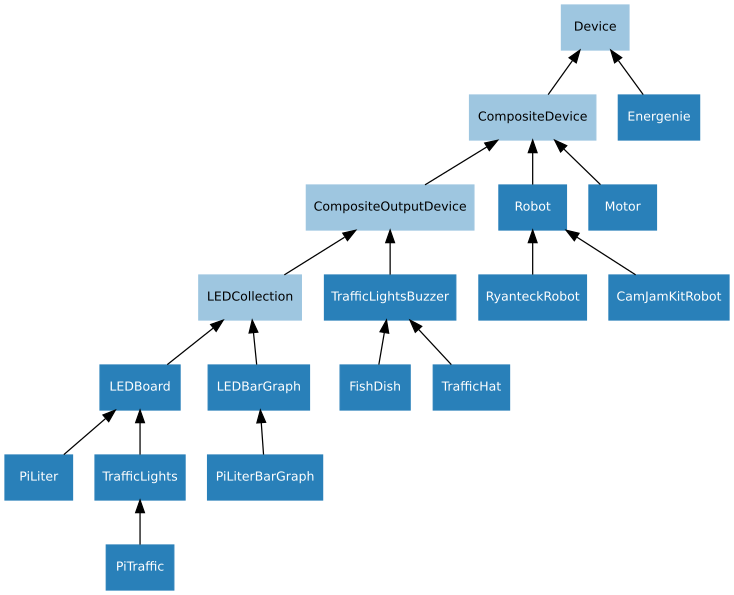 Device
CompositeDevice
Energenie
CompositeOutputDevice
Robot
Motor
LEDCollection
TrafficLightsBuzzer
RyanteckRobot
CamJamKitRobot
LEDBoard
LEDBarGraph
FishDish
TrafficHat
PiLiter
TrafficLights
PiLiterBarGraph
PiTraffic